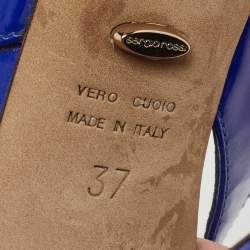 sergio rossi
VERO CUOIO
MADE IN ITALY
37